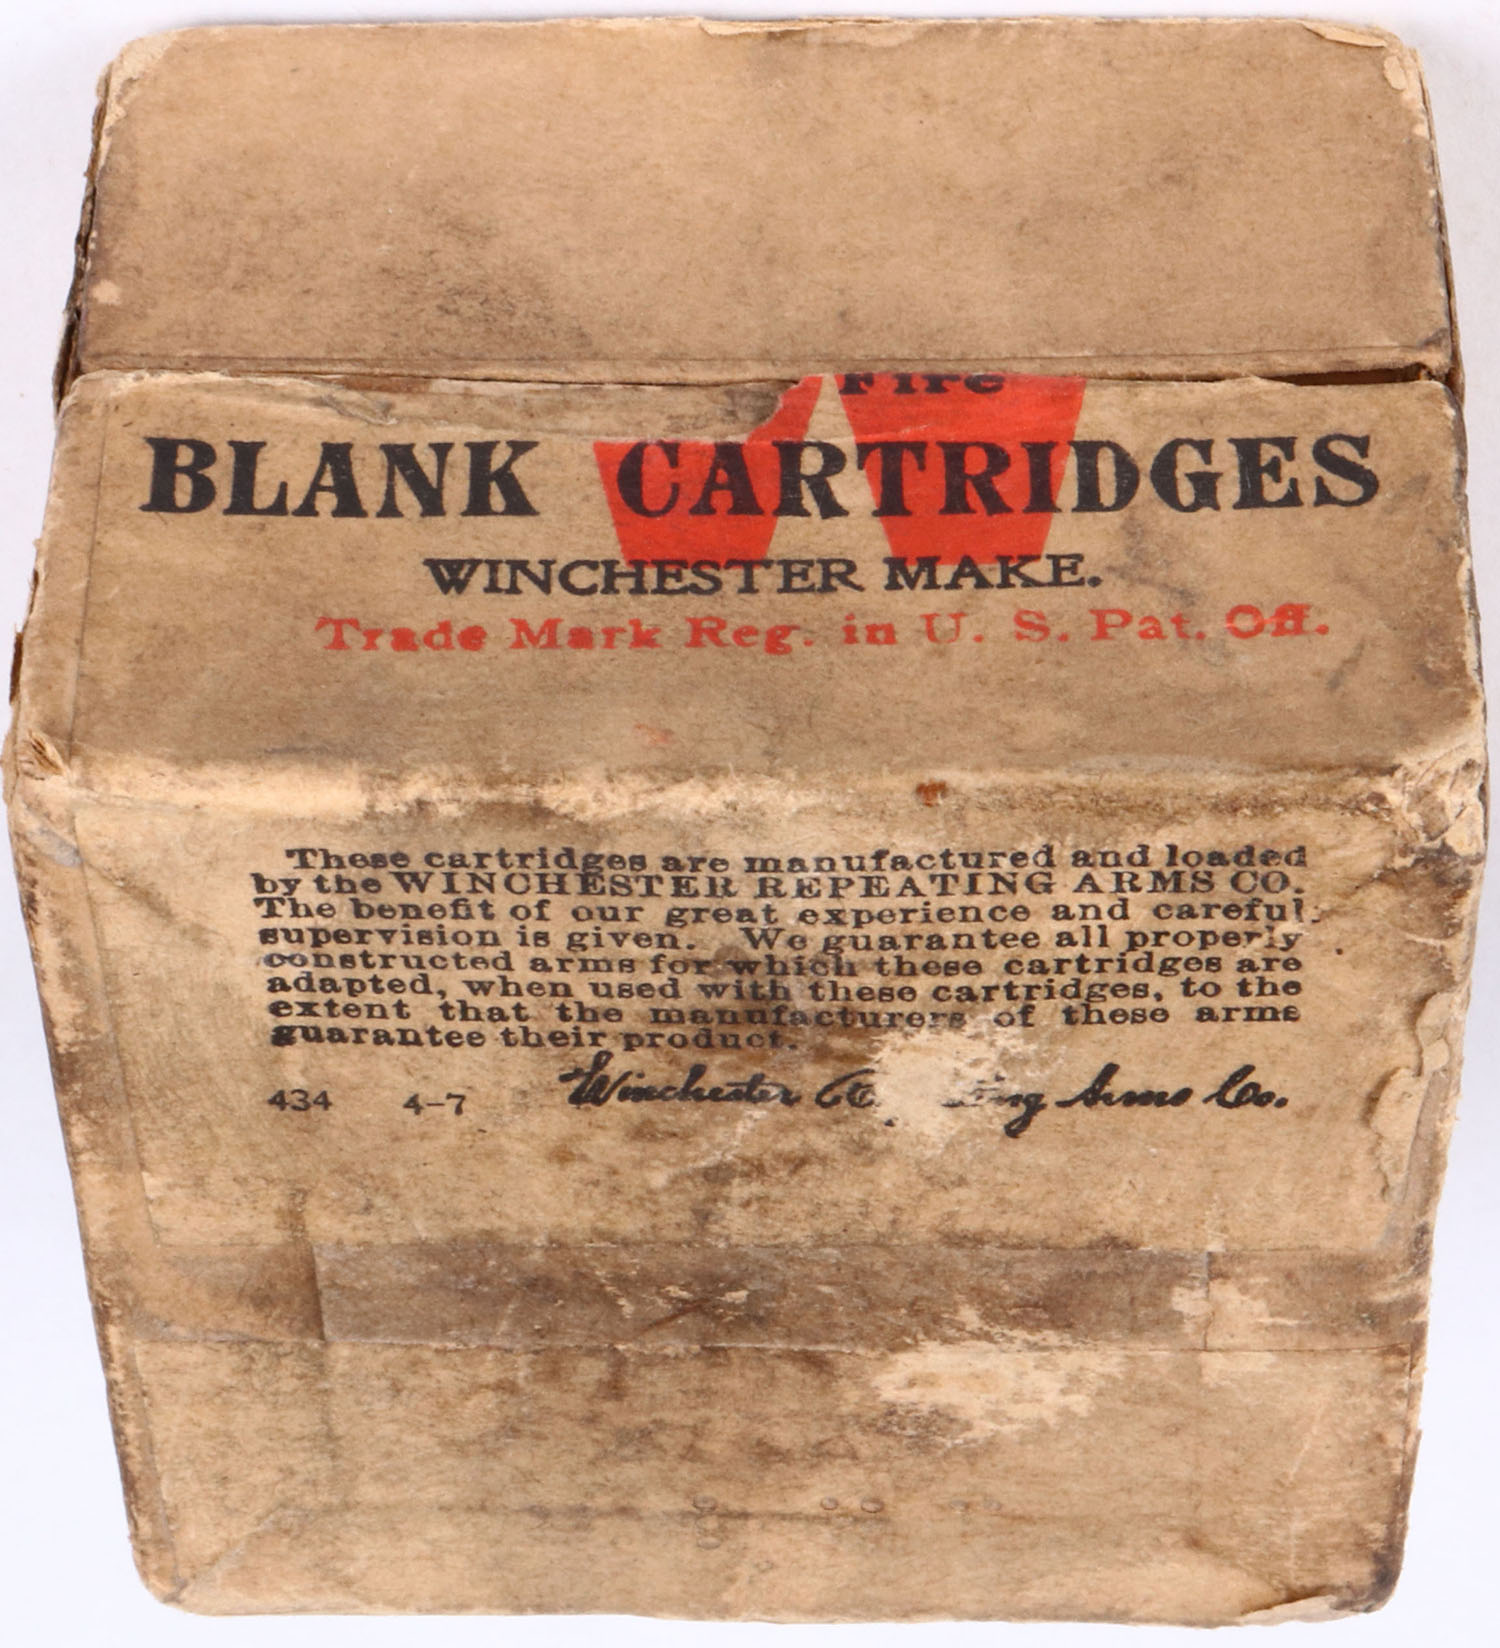 Fire
BLANK CARTRIDGES
WINCHESTER MAKE.
Trade Mark Reg. in U. S. Pat. Off.
These cartridges are manufactured and loaded
by the WINCHESTER REPEATING ARMS CO.
The benefit of our great experience and careful
supervision is given. We guarantee all properly
constructed arms for which these cartridges are
adapted, when used with these cartridges, to the
extent that the manufacturers of these arms
guarantee their product.
434 4-7 Winchester Arms Co.